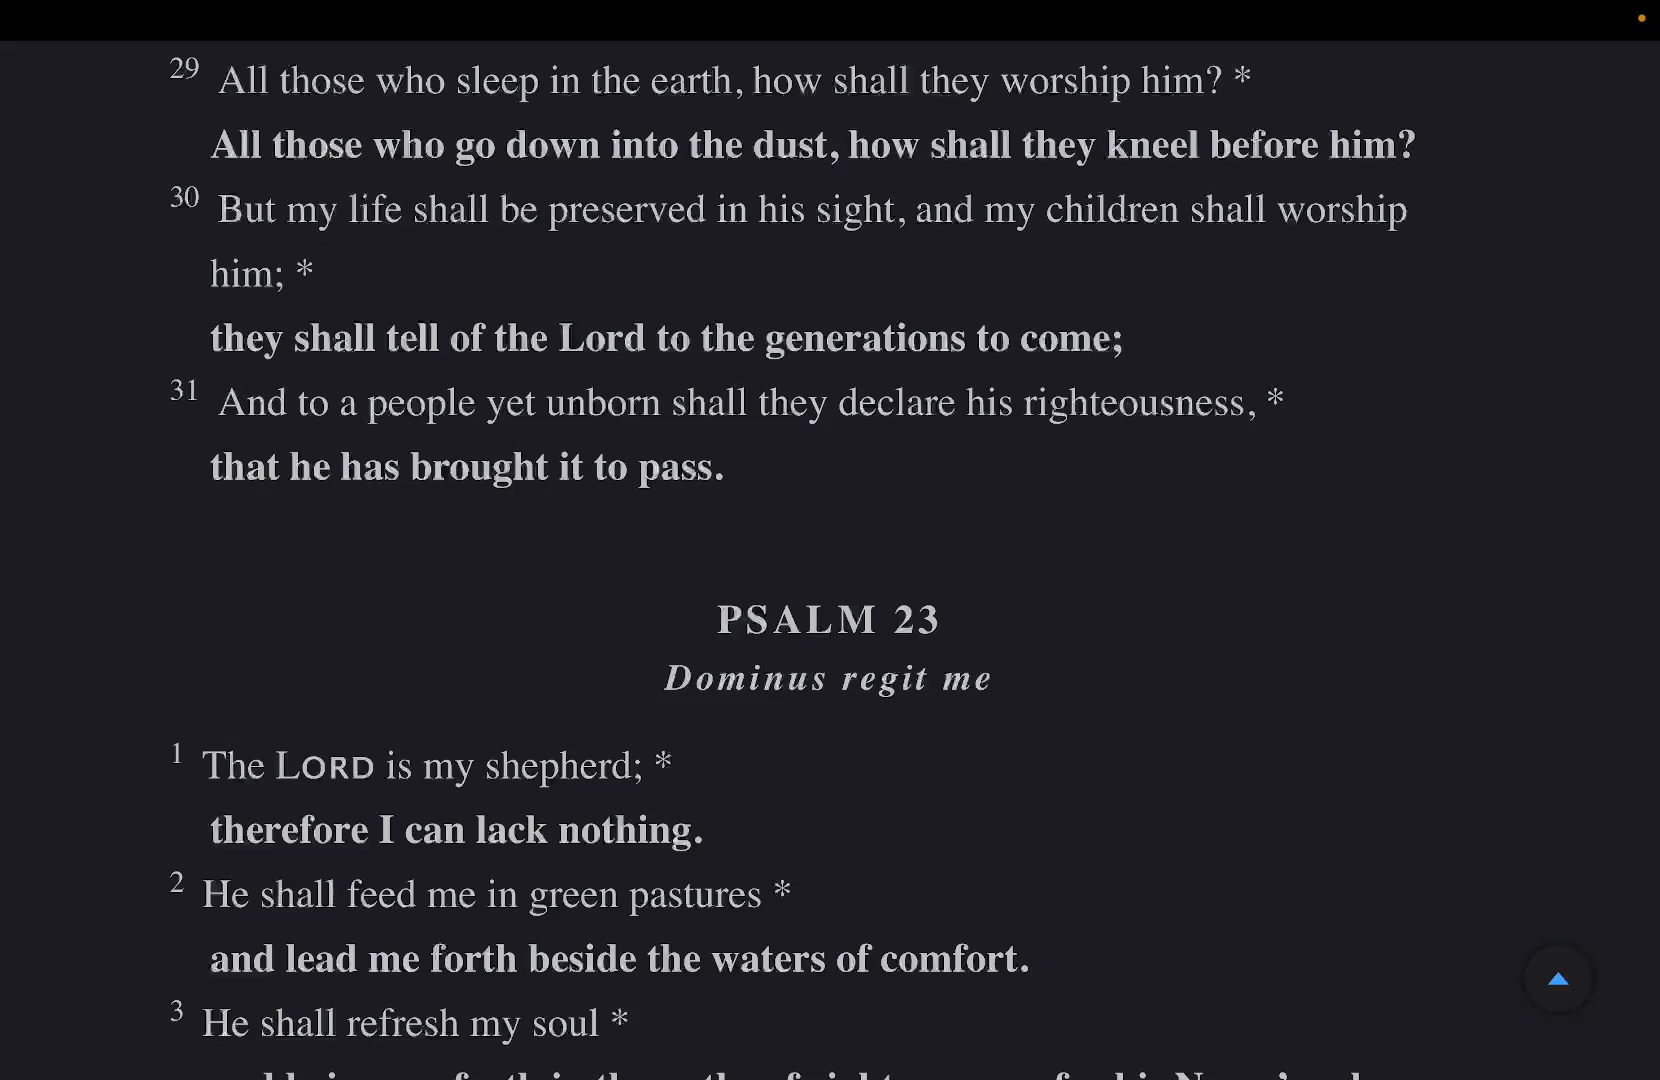 29 All those who sleep in the earth, how shall they worship him? *
All those who go down into the dust, how shall they kneel before him?
30 But my life shall be preserved in his sight, and my children shall worship
him; *
they shall tell of the Lord to the generations to come;
31 And to a people yet unborn shall they declare his righteousness, *
that he has brought it to pass.
PSALM 23
Dominus regit me
1 The LORD is my shepherd; *
therefore I can lack nothing.
2 He shall feed me in green pastures *
and lead me forth beside the waters of comfort.
3 He shall refresh my soul *